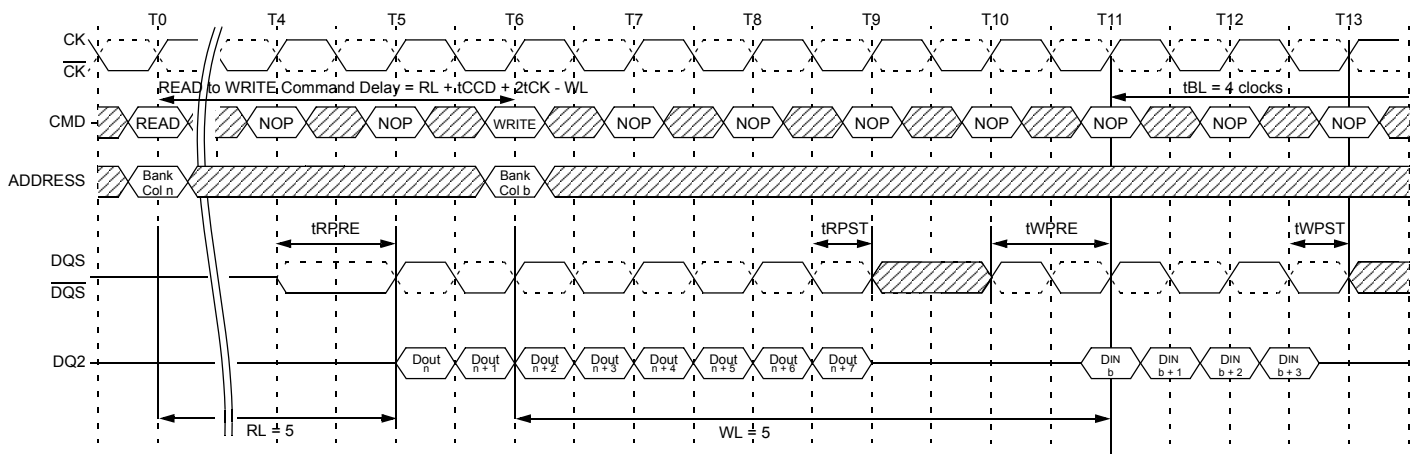 T0 T4 T5 T6 T7 T8 T9 T10 T11 T12 T13
CK
CK
READ to WRITE Command Delay = RL + tCCD + 2tCK - WL
tBL = 4 clocks
CMD READ NOP NOP WRITE NOP NOP NOP NOP NOP NOP NOP
ADDRESS
Bank Bank
Col n Col b
tRPRE tRPST tWPRE tWPST
DQS
DQS
DQ2
Dout Dout Dout Dout Dout Dout Dout Dout DIN DIN DIN DIN
n n + 1 n + 2 n + 3 n + 4 n + 5 n + 6 n + 7 b b + 1 b + 2 b + 3
RL = 5 WL = 5